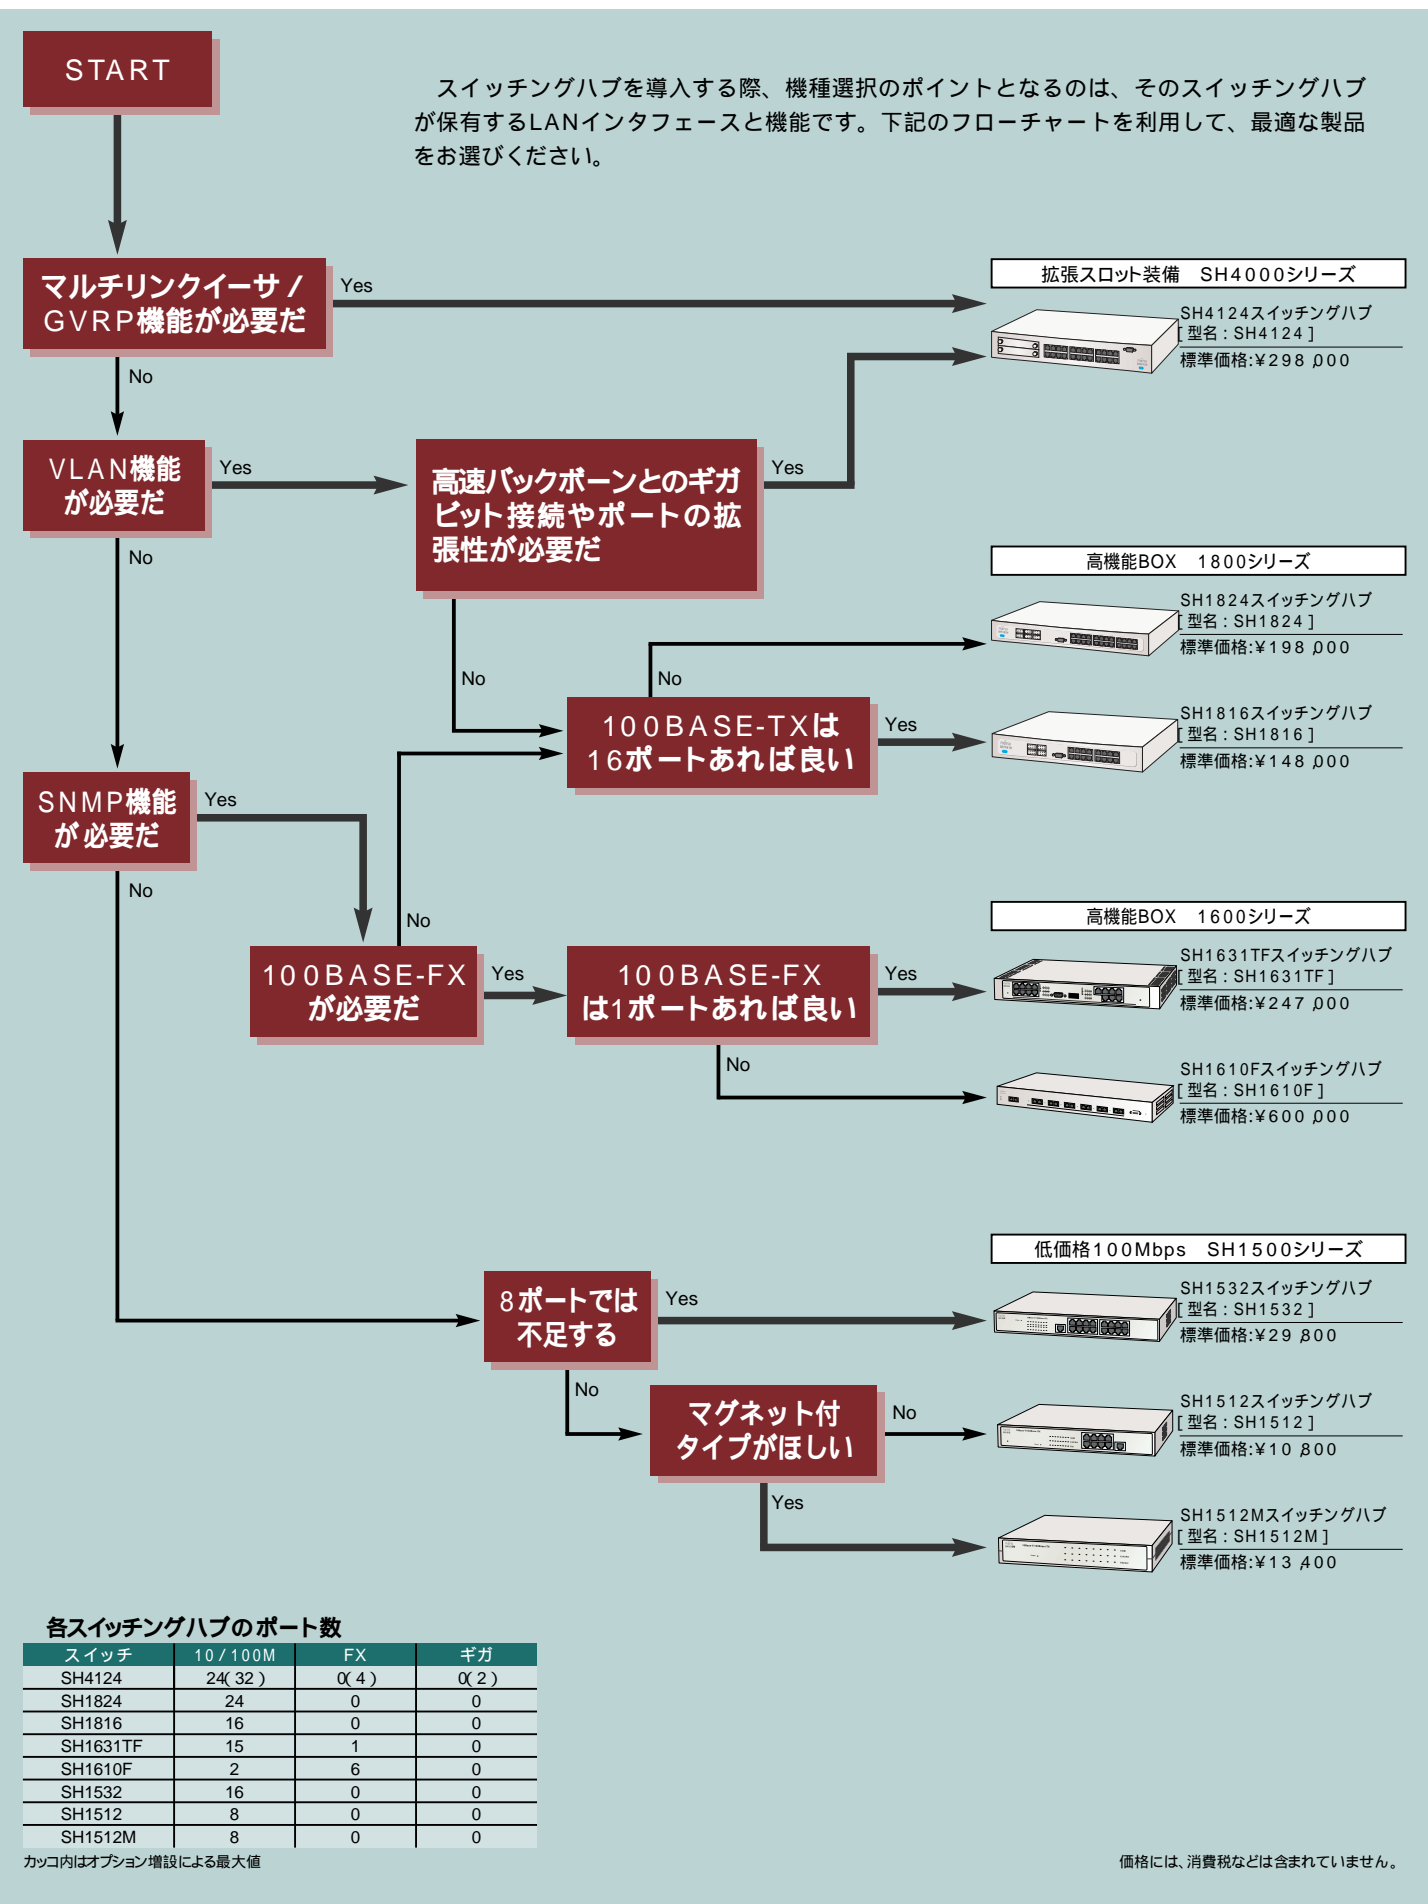 START
スイッチングハブを導入する際、機種選択のポイントとなるのは、そのスイッチングハブ
が保有するLANインタフェースと機能です。下記のフローチャートを利用して、最適な製品
をお選びください。
マルチリンクイーサ/
GVRP機能が必要だ
Yes
No
拡張スロット装備 SH4000シリーズ
SH4124スイッチングハブ
[型名:SH4124]
標準価格:¥298,000
VLAN機能
が必要だ
Yes
No
高速バックボーンとのギガ
ビット接続やポートの拡
張性が必要だ
Yes
No
高機能BOX 1800シリーズ
SH1824スイッチングハブ
[型名:SH1824]
標準価格:¥198,000
No
100BASE-TXは
16ポートあれば良い
Yes
SH1816スイッチングハブ
[型名:SH1816]
標準価格:¥148,000
SNMP機能
が必要だ
Yes
No
No
100BASE-FX
が必要だ
Yes
100BASE-FX
は1ポートあれば良い
Yes
No
高機能BOX 1600シリーズ
SH1631TFスイッチングハブ
[型名:SH1631TF]
標準価格:¥247,000
SH1610Fスイッチングハブ
[型名:SH1610F]
標準価格:¥600,000
低価格100Mbps SH1500シリーズ
8ポートでは
不足する
Yes
No
SH1532スイッチングハブ
[型名:SH1532]
標準価格:¥29,800
マグネット付
タイプがほしい
No
Yes
SH1512スイッチングハブ
[型名:SH1512]
標準価格:¥10,800
SH1512Mスイッチングハブ
[型名:SH1512M]
標準価格:¥13,400
各スイッチングハブのポート数
スイッチ 10/100M FX ギガ
SH4124 24(32) 0(4) 0(2)
SH1824 24 0 0
SH1816 16 0 0
SH1631TF 15 1 0
SH1610F 2 6 0
SH1532 16 0 0
SH1512 8 0 0
SH1512M 8 0 0
カッコ内はオプション増設による最大値
価格には、消費税などは含まれていません。